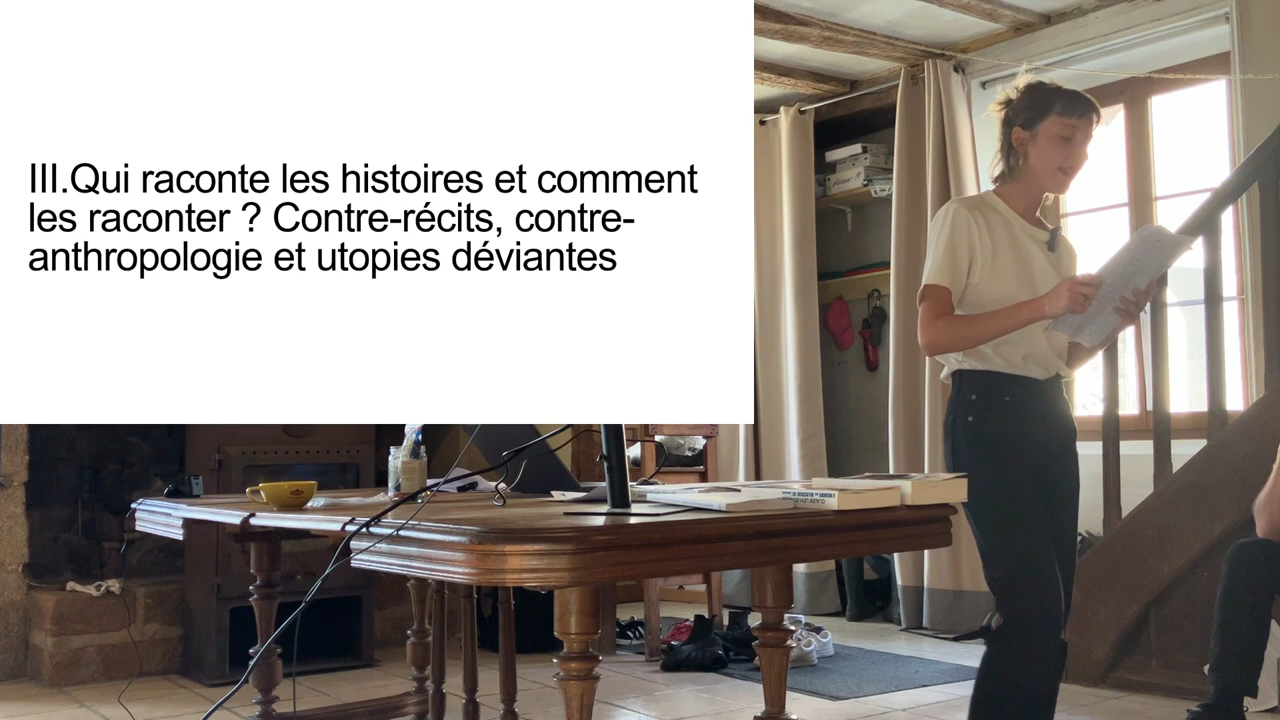 III.Qui raconte les histoires et comment
les raconter ? Contre-récits, contre-
anthropologie et utopies déviantes